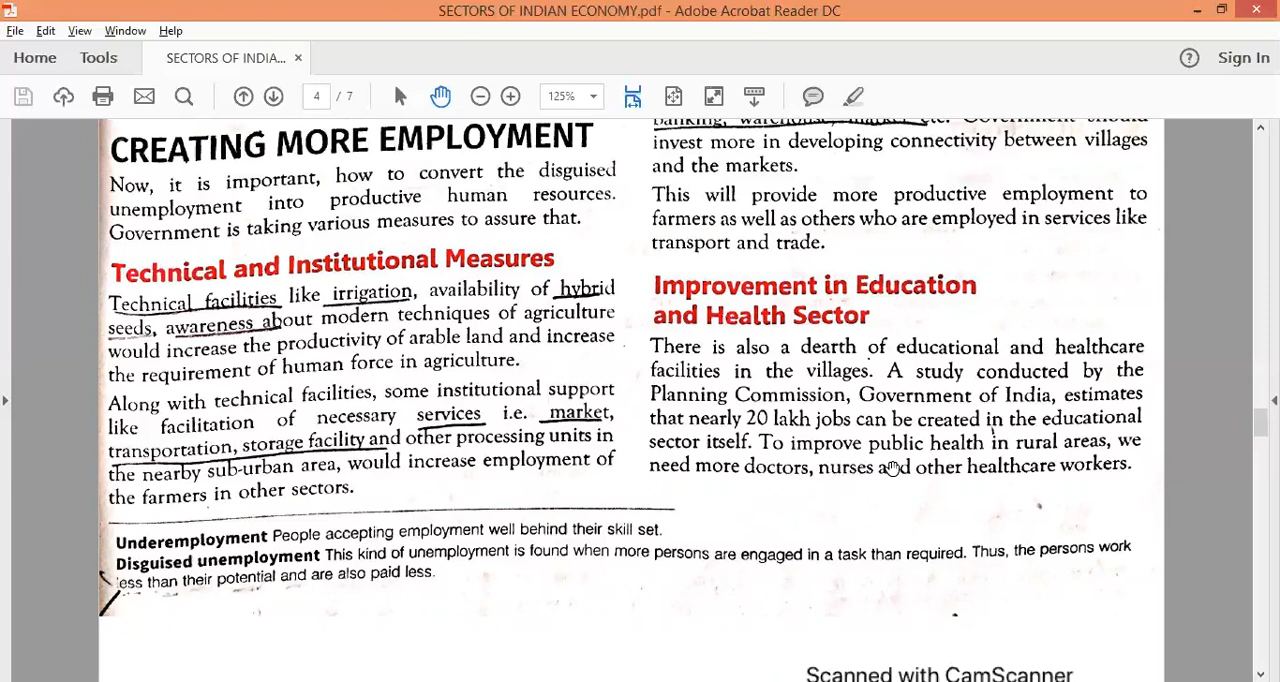 SECTORS OF INDIAN ECONOMY.pdf - Adobe Acrobat Reader DC
File Edit View Window Help
Home Tools SECTORS OF INDIA... × Sign In
4 / 7 125%
CREATING MORE EMPLOYMENT
Now, it is important, how to convert the disguised
unemployment into productive human resources.
Government is taking various measures to assure that.
Technical and Institutional Measures
Technical facilities like irrigation, availability of hybrid
seeds, awareness about modern techniques of agriculture
would increase the productivity of arable land and increase
the requirement of human force in agriculture.
Along with technical facilities, some institutional support
like facilitation of necessary services i.e. market,
transportation, storage facility and other processing units in
the nearby sub-urban area, would increase employment of
the farmers in other sectors.
banking, warehouse, market etc. Government should
invest more in developing connectivity between villages
and the markets.
This will provide more productive employment to
farmers as well as others who are employed in services like
transport and trade.
Improvement in Education
and Health Sector
There is also a dearth of educational and healthcare
facilities in the villages. A study conducted by the
Planning Commission, Government of India, estimates
that nearly 20 lakh jobs can be created in the educational
sector itself. To improve public health in rural areas, we
need more doctors, nurses and other healthcare workers.
Underemployment People accepting employment well behind their skill set.
Disguised unemployment This kind of unemployment is found when more persons are engaged in a task than required. Thus, the persons work
less than their potential and are also paid less.
Scanned with CamScanner